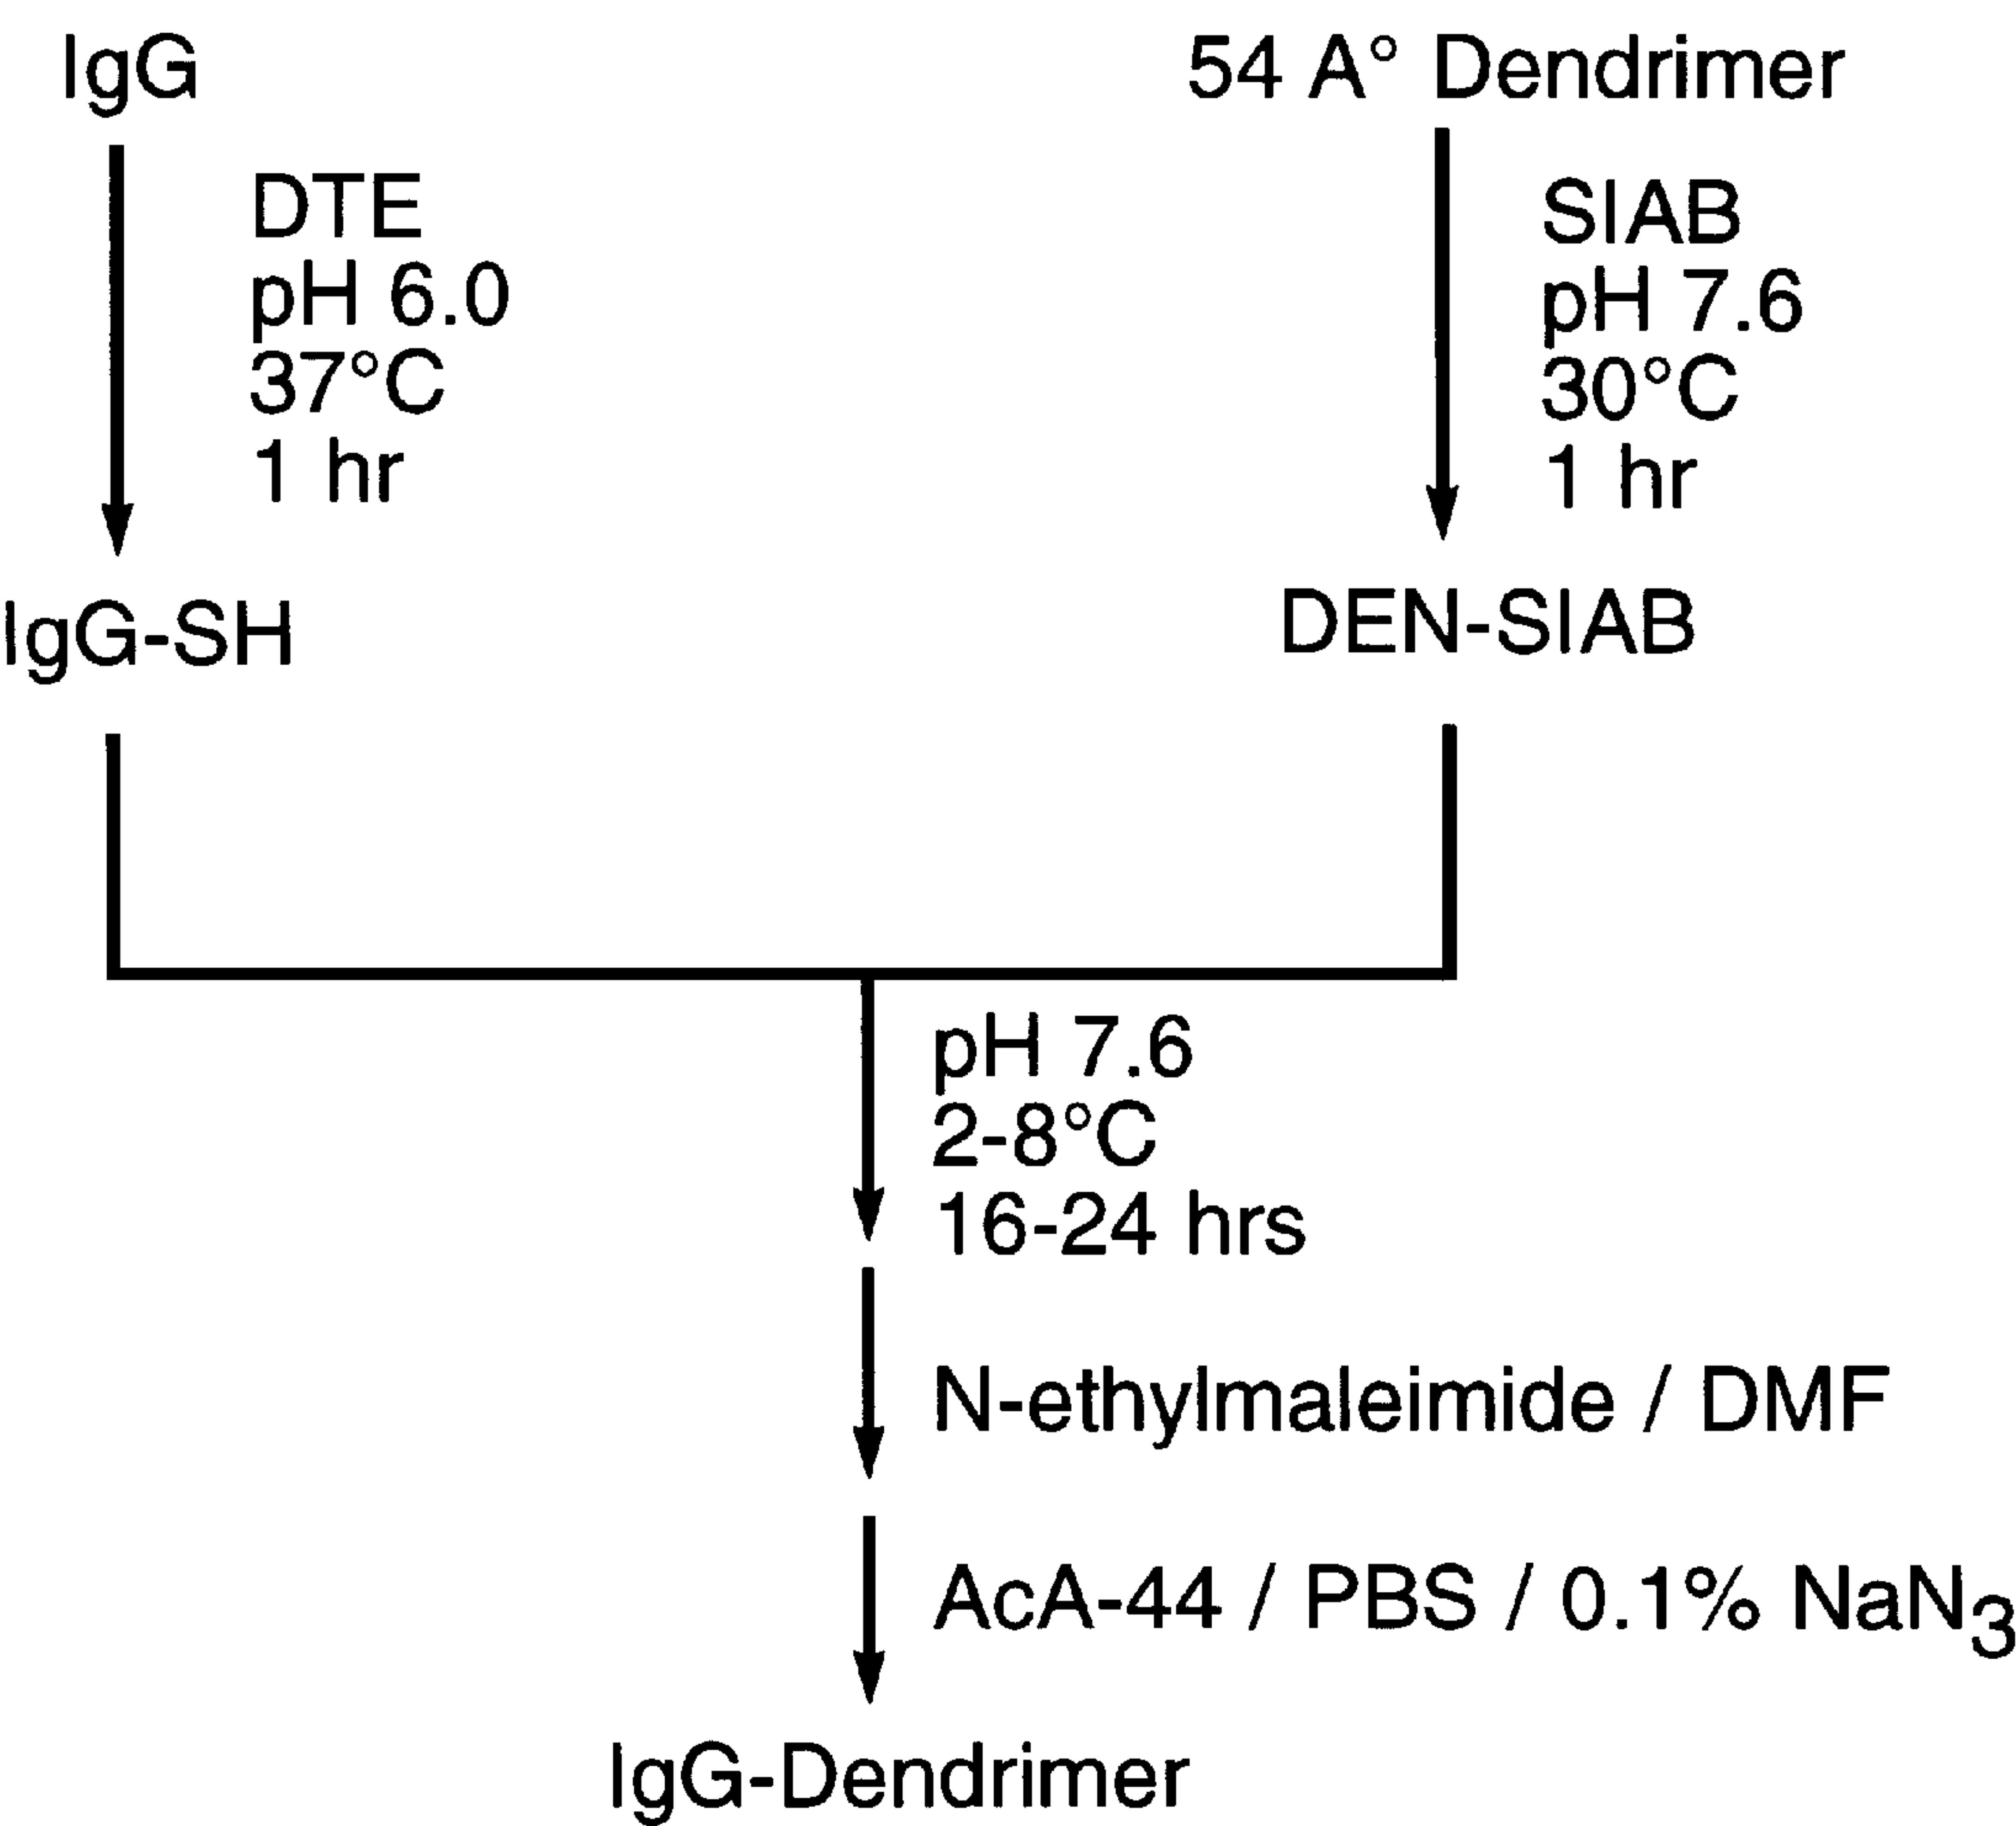 IgG
54 A° Dendrimer
DTE
pH 6.0
37°C
1 hr
SIAB
pH 7.6
30°C
1 hr
IgG-SH
DEN-SIAB
pH 7.6
2-8°C
16-24 hrs
N-ethylmaleimide / DMF
AcA-44 / PBS / 0.1% NaN₃
IgG-Dendrimer